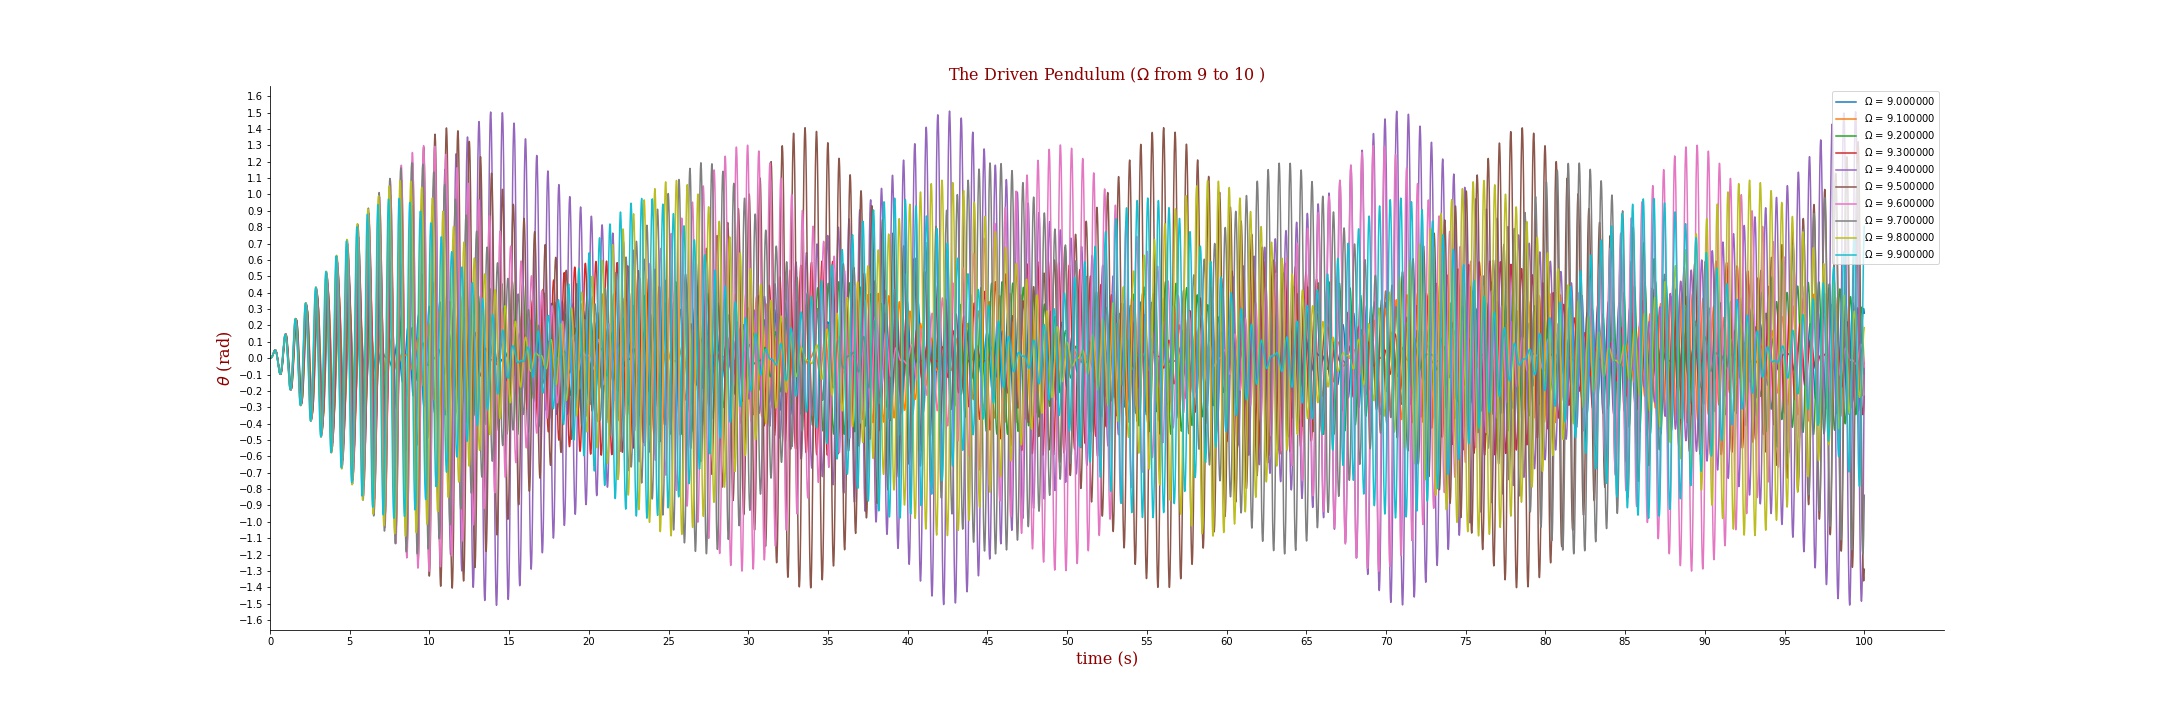 The Driven Pendulum (Ω from 9 to 10 )
1.6
1.5
1.4
1.3
1.2
1.1
1.0
0.9
0.8
0.7
0.6
0.5
0.4
0.3
0.2
0.1
0.0
−0.1
−0.2
−0.3
−0.4
−0.5
−0.6
−0.7
−0.8
−0.9
−1.0
−1.1
−1.2
−1.3
−1.4
−1.5
−1.6
θ (rad)
Ω = 9.000000
Ω = 9.100000
Ω = 9.200000
Ω = 9.300000
Ω = 9.400000
Ω = 9.500000
Ω = 9.600000
Ω = 9.700000
Ω = 9.800000
Ω = 9.900000
0 5 10 15 20 25 30 35 40 45 50 55 60 65 70 75 80 85 90 95 100
time (s)